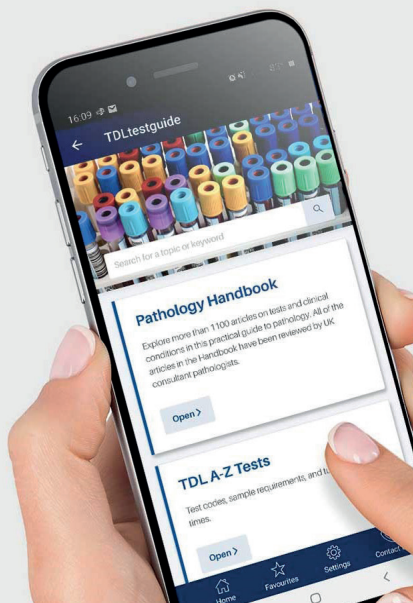 16:09
TDLtestguide
Search for a topic or keyword
Pathology Handbook
Explore more than 1100 articles on tests and clinical
conditions in this practical guide to pathology. All of the
articles in the Handbook have been reviewed by UK
consultant pathologists.
Open >
TDL A-Z Tests
Test codes, sample requirements, and
times.
Open >
Home
Favourites
Settings
Contact